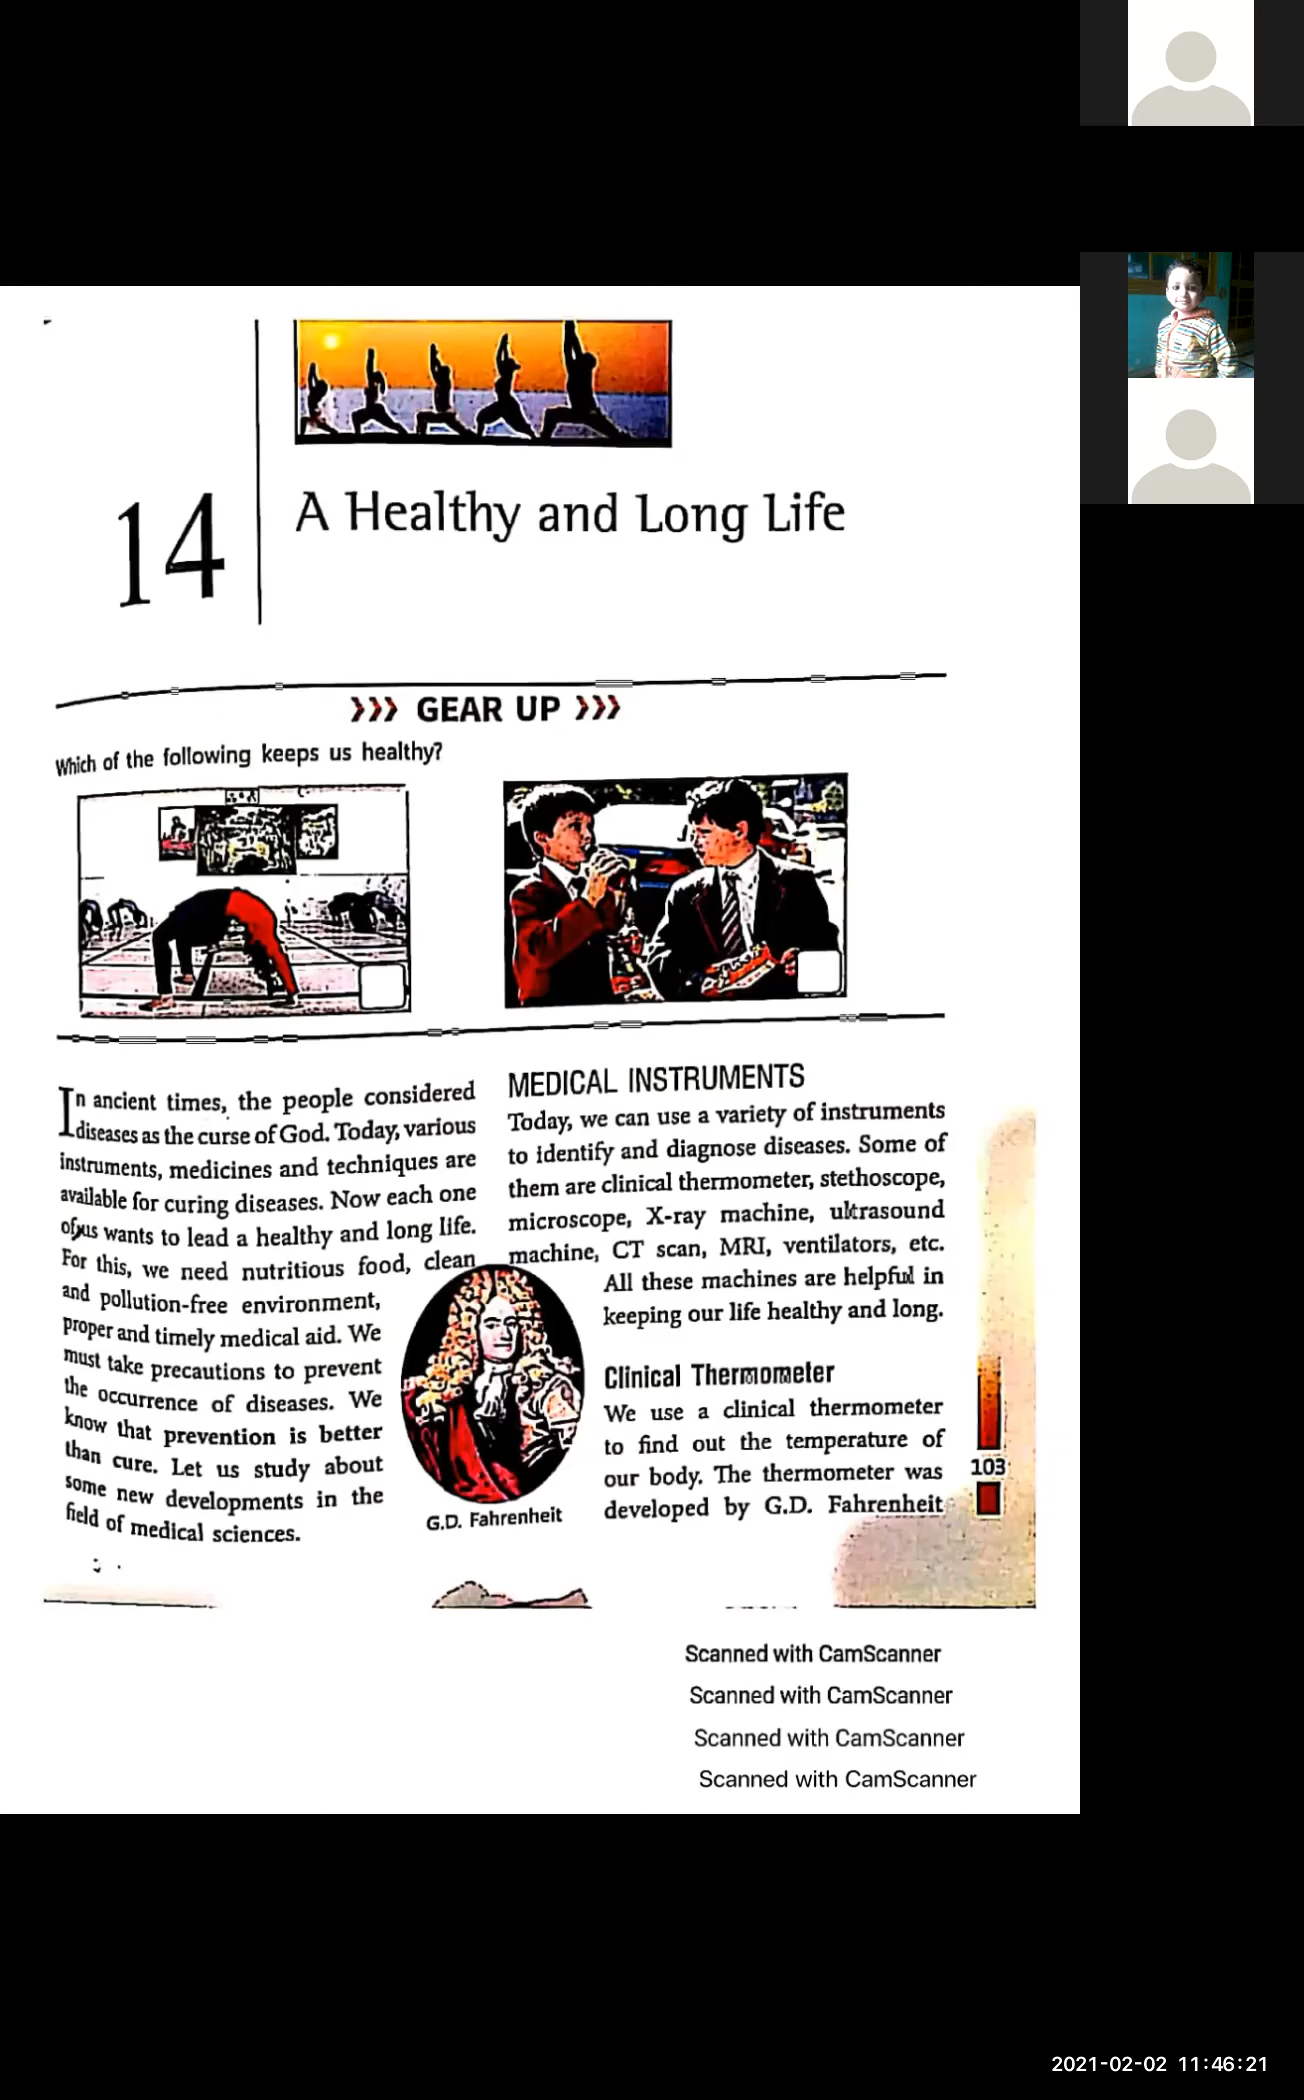 14
A Healthy and Long Life
>>> GEAR UP >>>
Which of the following keeps us healthy?
In ancient times, the people considered
diseases as the curse of God. Today, various
instruments, medicines and techniques are
available for curing diseases. Now each one
of us wants to lead a healthy and long life.
For this, we need nutritious food, clean
and pollution-free environment,
proper and timely medical aid. We
must take precautions to prevent
the occurrence of diseases. We
know that prevention is better
than cure. Let us study about
some new developments in the
field of medical sciences.
G.D. Fahrenheit
MEDICAL INSTRUMENTS
Today, we can use a variety of instruments
to identify and diagnose diseases. Some of
them are clinical thermometer, stethoscope,
microscope, X-ray machine, ultrasound
machine, CT scan, MRI, ventilators, etc.
All these machines are helpful in
keeping our life healthy and long.
Clinical Thermometer
We use a clinical thermometer
to find out the temperature of
our body. The thermometer was
developed by G.D. Fahrenheit
103
Scanned with CamScanner
Scanned with CamScanner
Scanned with CamScanner
Scanned with CamScanner
2021-02-02 11:46:21